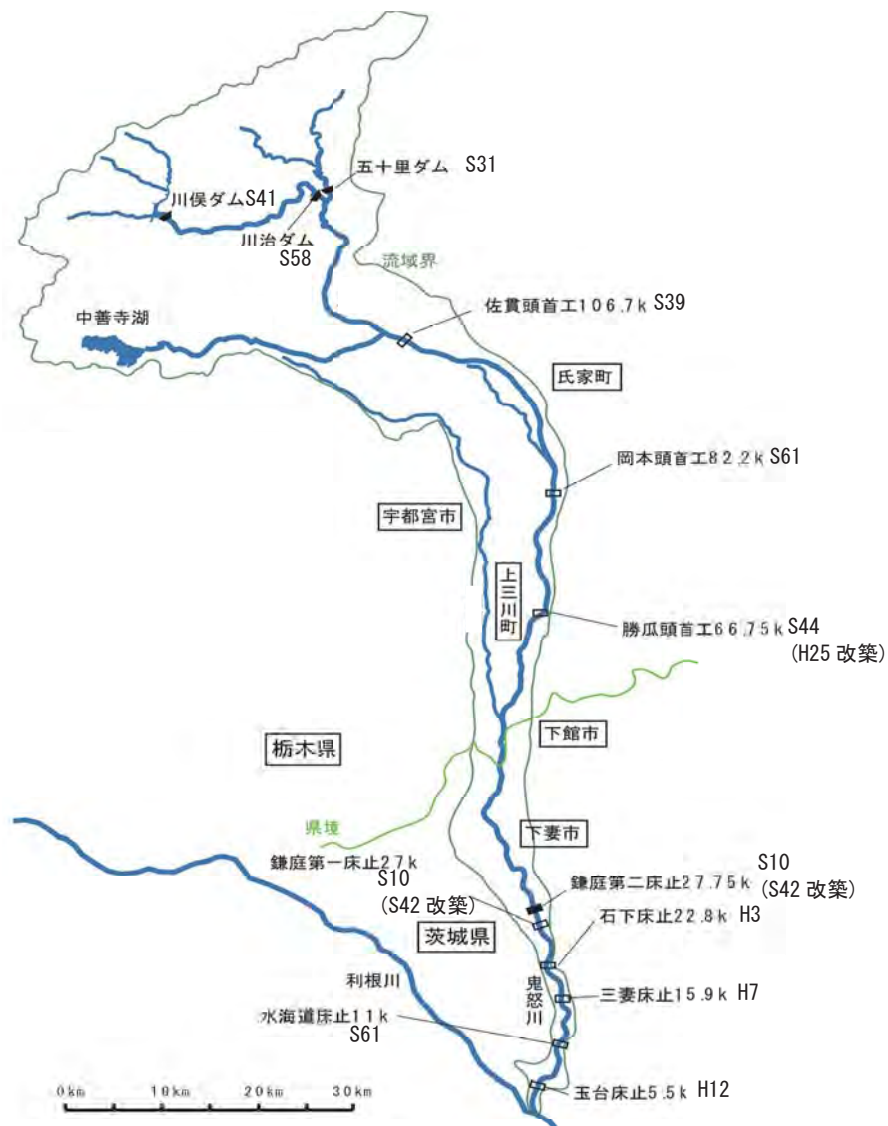 五十里ダム S31
川俣ダムS41
川治ダム
S58
流域界
佐貫頭首工106.7k S39
中善寺湖
氏家町
岡本頭首工82.2k S61
宇都宮市
上三川町
勝瓜頭首工66.75k S44
(H25 改築)
下館市
栃木県
県境
下妻市
鎌庭第一床止27k
S10
(S42 改築)
S10
鎌庭第二床止27.75k
(S42 改築)
石下床止22.8k H3
茨城県
利根川
鬼怒川
三妻床止15.9k H7
水海道床止11k
S61
玉台床止5.5k H12
0km 10km 20km 30km